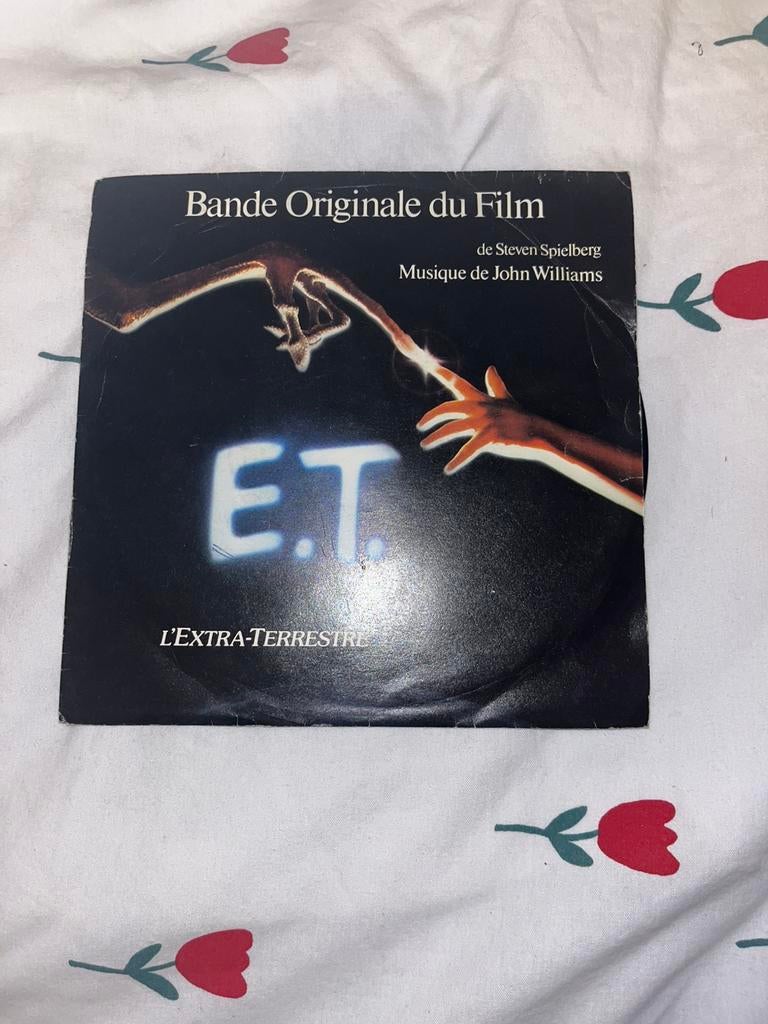 Bande Originale du Film
de Steven Spielberg
Musique de John Williams
E.T.
L'EXTRA-TERRESTRE